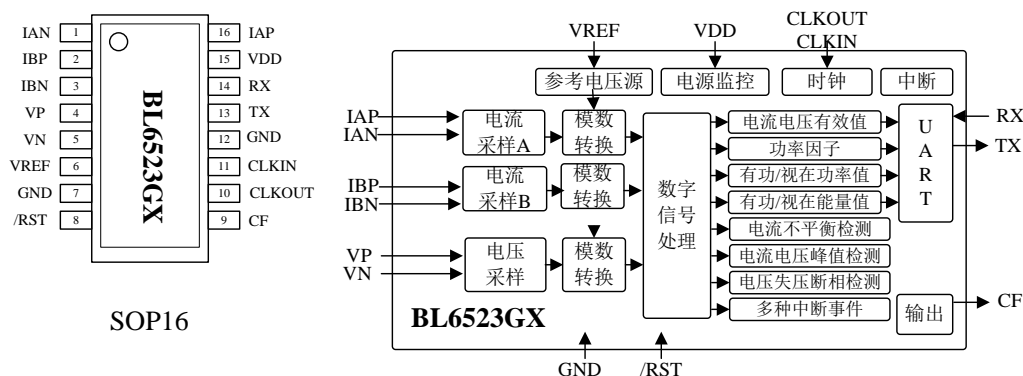 IAN 1 16 IAP
IBP 2 15 VDD
IBN 3 14 RX
VP 4 13 TX
VN 5 12 GND
VREF 6 11 CLKIN
GND 7 10 CLKOUT
/RST 8 9 CF
BL6523GX
SOP16
VREF VDD CLKOUT
CLKIN
参考电压源 电源监控 时钟 中断
IAP
IAN
电流
采样A
模数
转换
IBP
IBN
电流
采样B
模数
转换
VP
VN
电压
采样
模数
转换
数字
信号
处理
电流电压有效值
功率因子
有功/视在功率值
有功/视在能量值
电流不平衡检测
电流电压峰值检测
电压失压断相检测
多种中断事件
UART
RX
TX
输出
CF
BL6523GX
GND /RST